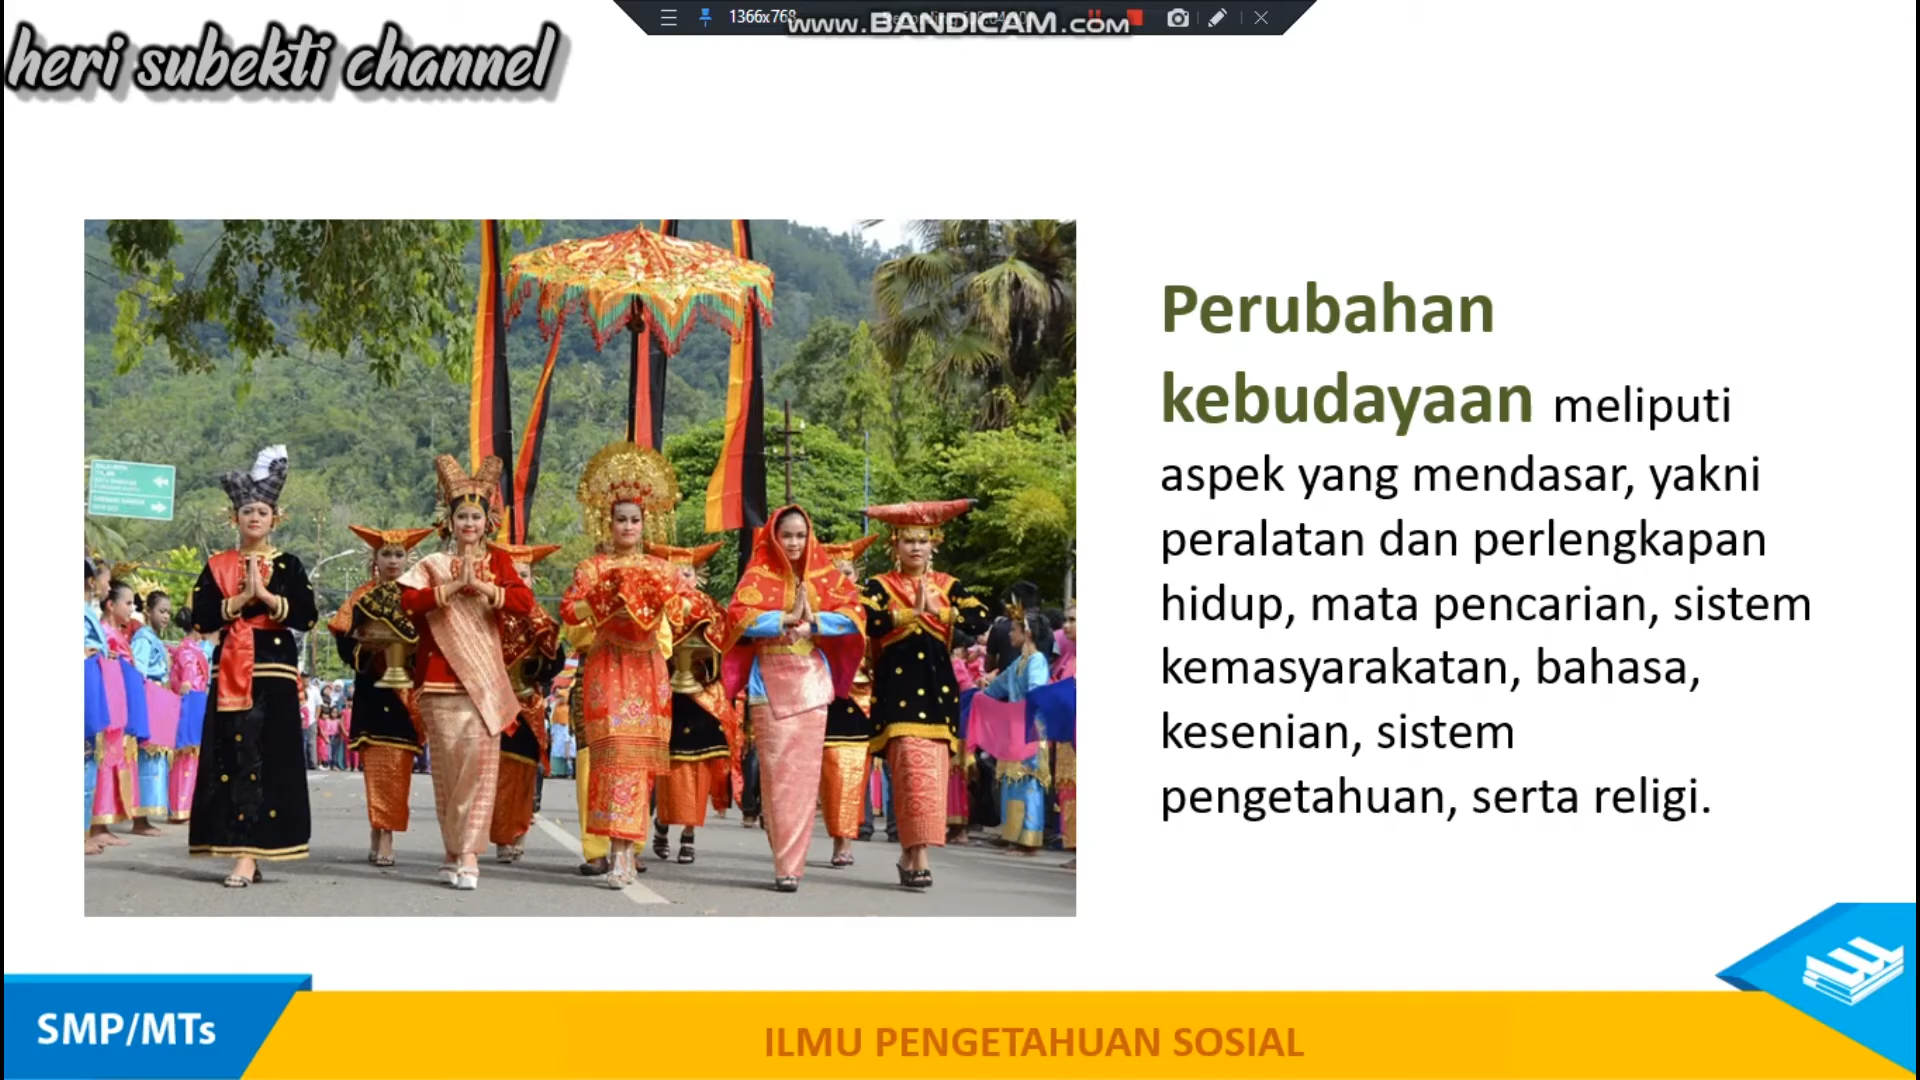 1366x768
www.BANDICAM.com
heri subekti channel
Perubahan
kebudayaan meliputi
aspek yang mendasar, yakni
peralatan dan perlengkapan
hidup, mata pencarian, sistem
kemasyarakatan, bahasa,
kesenian, sistem
pengetahuan, serta religi.
SMP/MTs
ILMU PENGETAHUAN SOSIAL